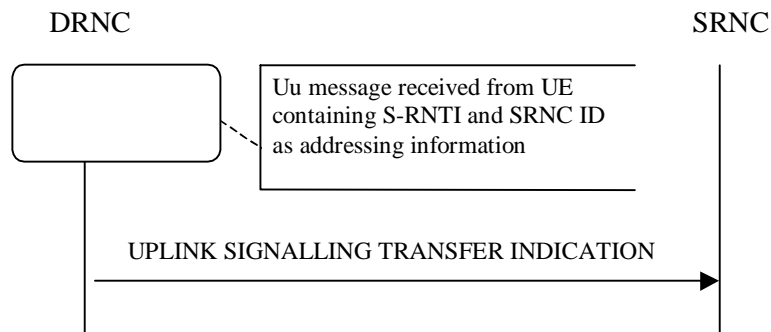 DRNC
SRNC
Uu message received from UE
containing S-RNTI and SRNC ID
as addressing information
UPLINK SIGNALLING TRANSFER INDICATION